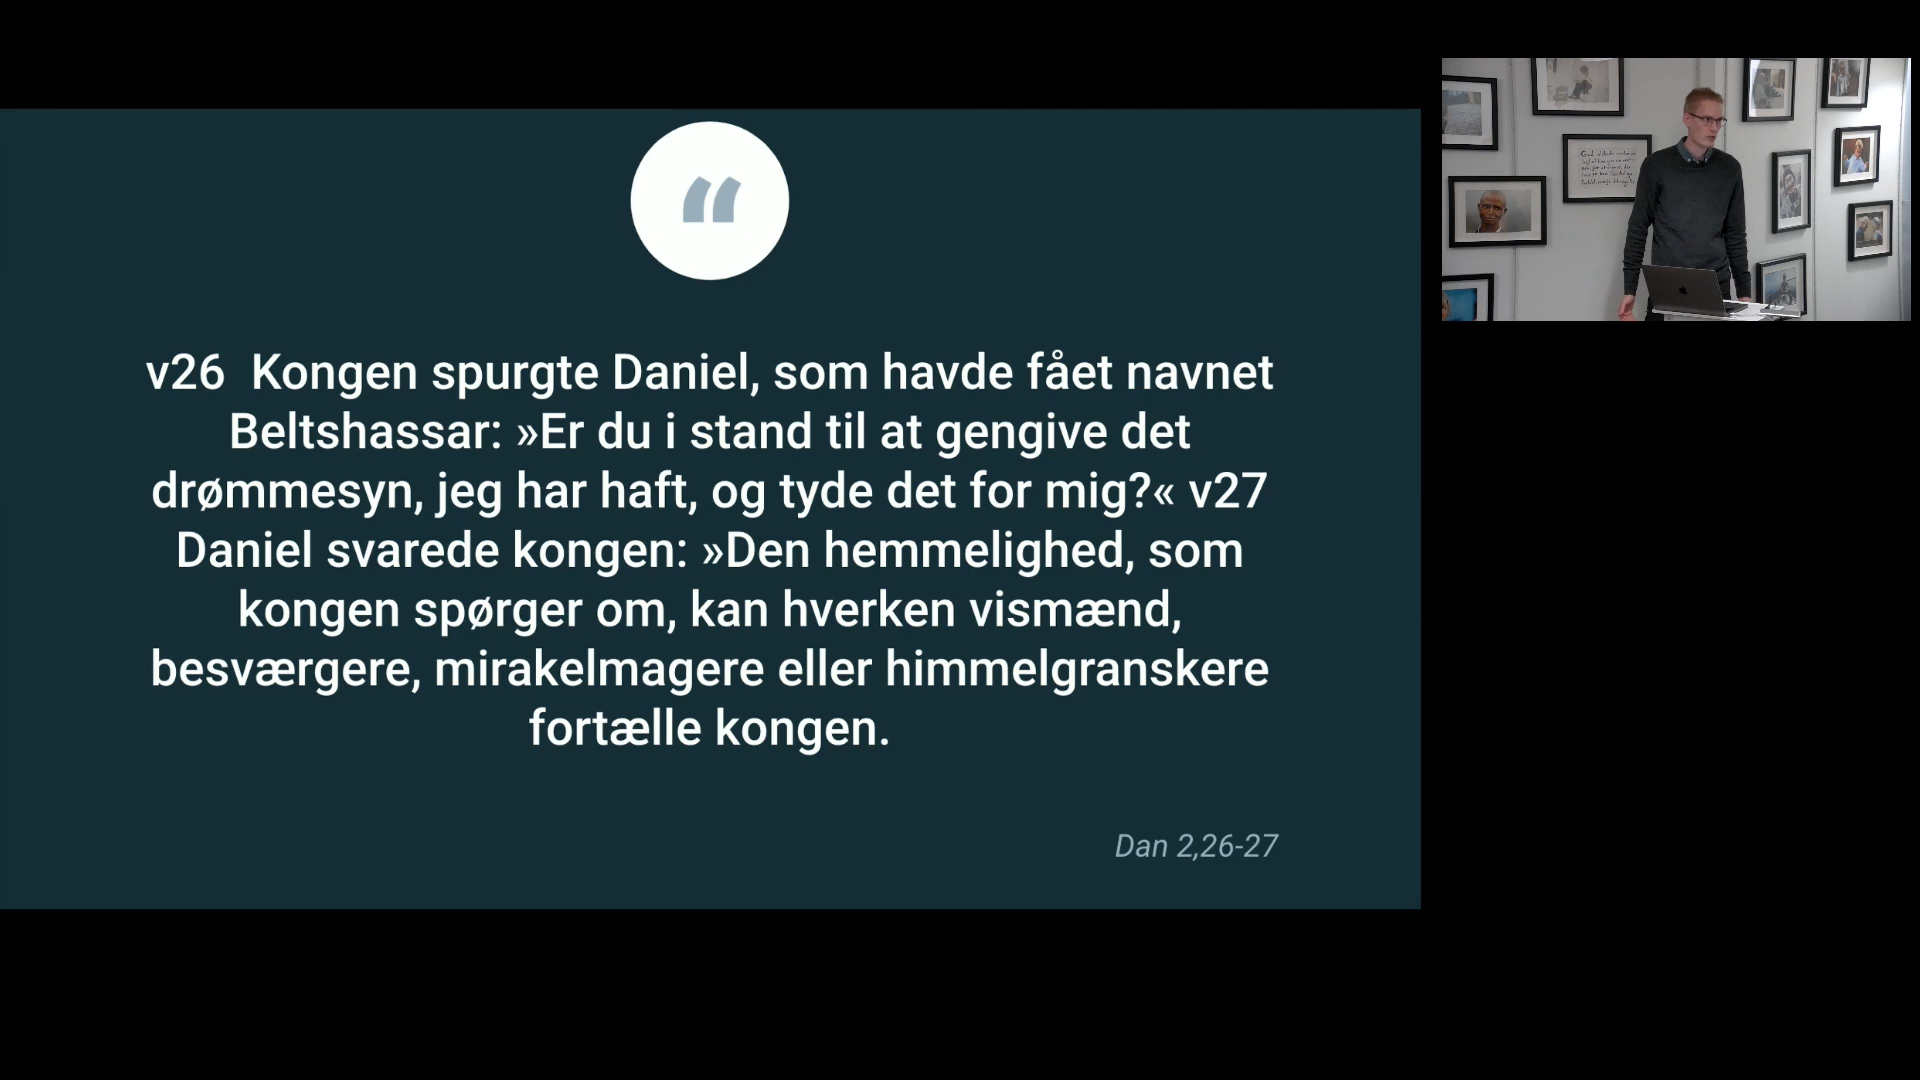 “
v26  Kongen spurgte Daniel, som havde fået navnet
Beltshassar: »Er du i stand til at gengive det
drømmesyn, jeg har haft, og tyde det for mig?« v27
Daniel svarede kongen: »Den hemmelighed, som
kongen spørger om, kan hverken vismænd,
besværgere, mirakelmagere eller himmelgranskere
fortælle kongen.
Dan 2,26-27